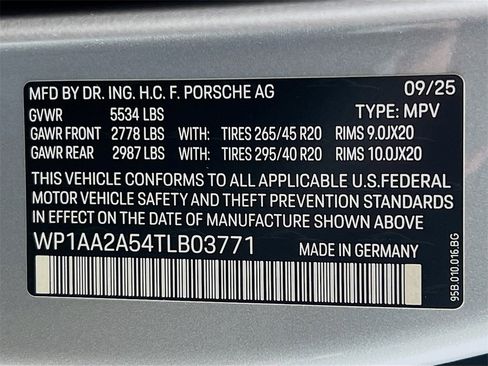 MFD BY DR. ING. H.C. F. PORSCHE AG 09/25
GVWR 5534 LBS TYPE: MPV
GAWR FRONT 2778 LBS WITH: TIRES 265/45 R20 RIMS 9.0JX20
GAWR REAR 2987 LBS WITH: TIRES 295/40 R20 RIMS 10.0JX20
THIS VEHICLE CONFORMS TO ALL APPLICABLE U.S.FEDERAL
MOTOR VEHICLE SAFETY AND THEFT PREVENTION STANDARDS
IN EFFECT ON THE DATE OF MANUFACTURE SHOWN ABOVE
WP1AA2A54TLB03771 MADE IN GERMANY
95B.010.016.BG